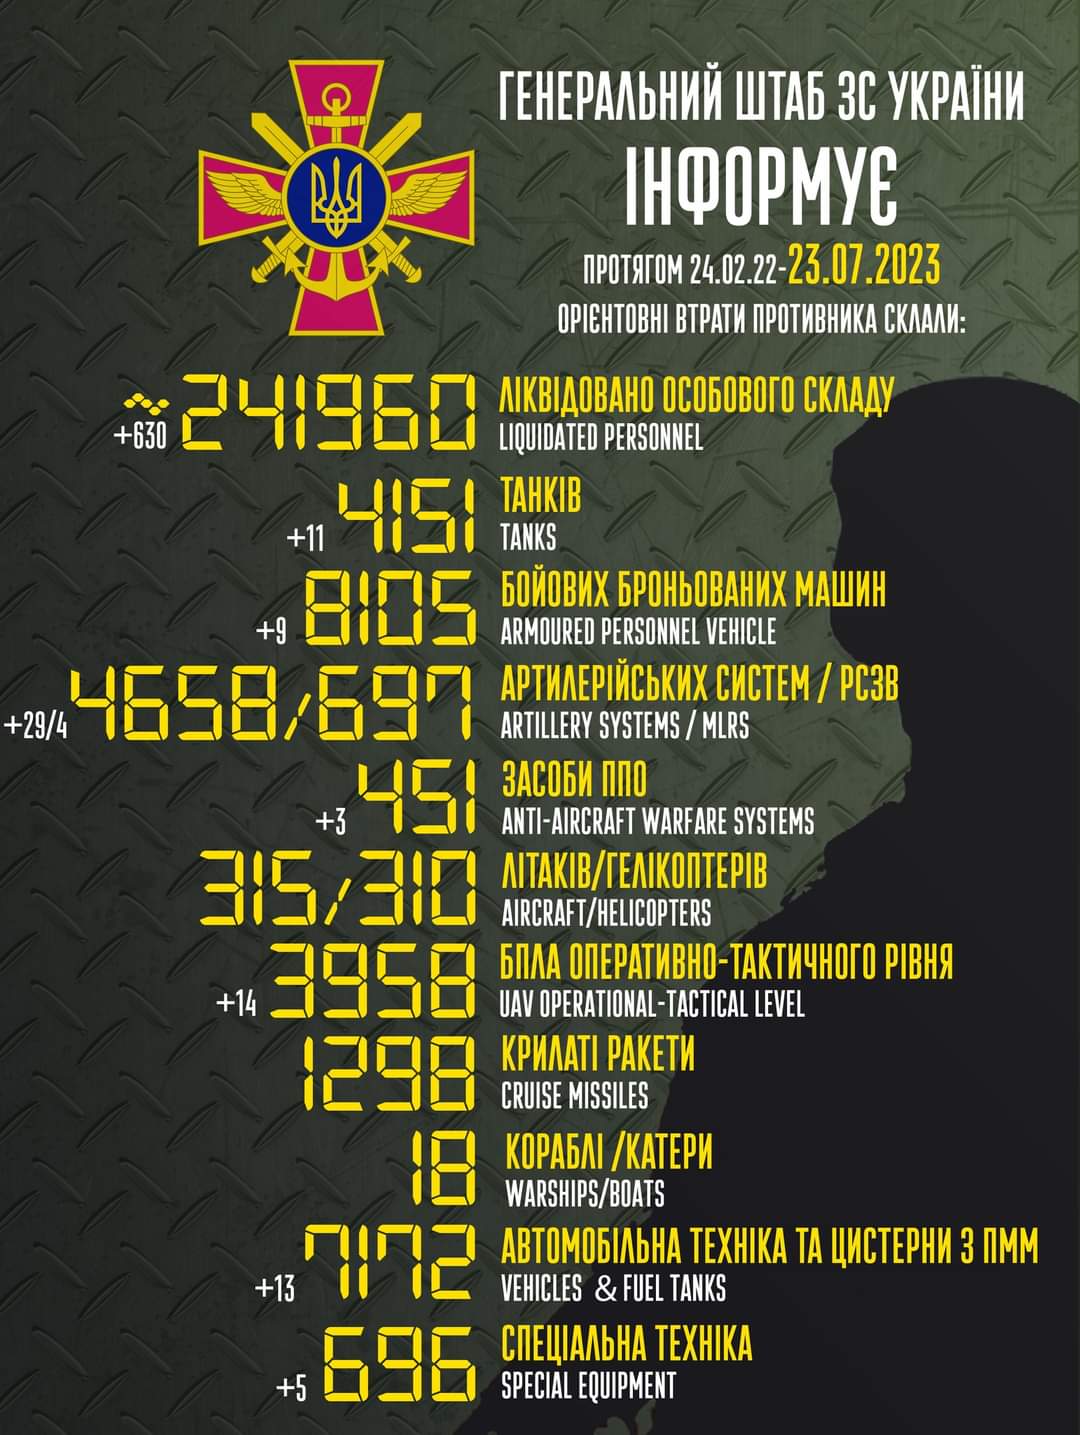 ГЕНЕРАЛЬНИЙ ШТАБ ЗС УКРАЇНИ
ІНФОРМУЄ
ПРОТЯГОМ 24.02.22-23.07.2023
ОРІЄНТОВНІ ВТРАТИ ПРОТИВНИКА СКЛАЛИ:
+630 ~241960 ЛІКВІДОВАНО ОСОБОВОГО СКЛАДУ
LIQUIDATED PERSONNEL
+11 4151 ТАНКІВ
TANKS
+9 8105 БОЙОВИХ БРОНЬОВАНИХ МАШИН
ARMOURED PERSONNEL VEHICLE
+29/4 4658/697 АРТИЛЕРІЙСЬКИХ СИСТЕМ / РСЗВ
ARTILLERY SYSTEMS / MLRS
+3 451 ЗАСОБИ ППО
ANTI-AIRCRAFT WARFARE SYSTEMS
315/310 ЛІТАКІВ/ГЕЛІКОПТЕРІВ
AIRCRAFT/HELICOPTERS
+14 3958 БПЛА ОПЕРАТИВНО-ТАКТИЧНОГО РІВНЯ
UAV OPERATIONAL-TACTICAL LEVEL
1298 КРИЛАТІ РАКЕТИ
CRUISE MISSILES
18 КОРАБЛІ /КАТЕРИ
WARSHIPS/BOATS
+13 7172 АВТОМОБІЛЬНА ТЕХНІКА ТА ЦИСТЕРНИ З ПММ
VEHICLES & FUEL TANKS
+5 696 СПЕЦІАЛЬНА ТЕХНІКА
SPECIAL EQUIPMENT